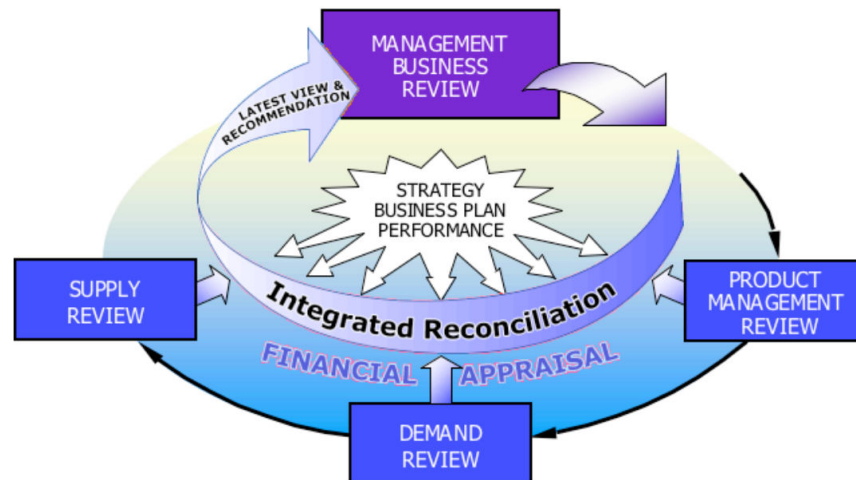 MANAGEMENT
BUSINESS
REVIEW
LATEST VIEW &
RECOMMENDATION
STRATEGY
BUSINESS PLAN
PERFORMANCE
SUPPLY
REVIEW
Integrated Reconciliation
PRODUCT
MANAGEMENT
REVIEW
FINANCIAL APPRAISAL
DEMAND
REVIEW